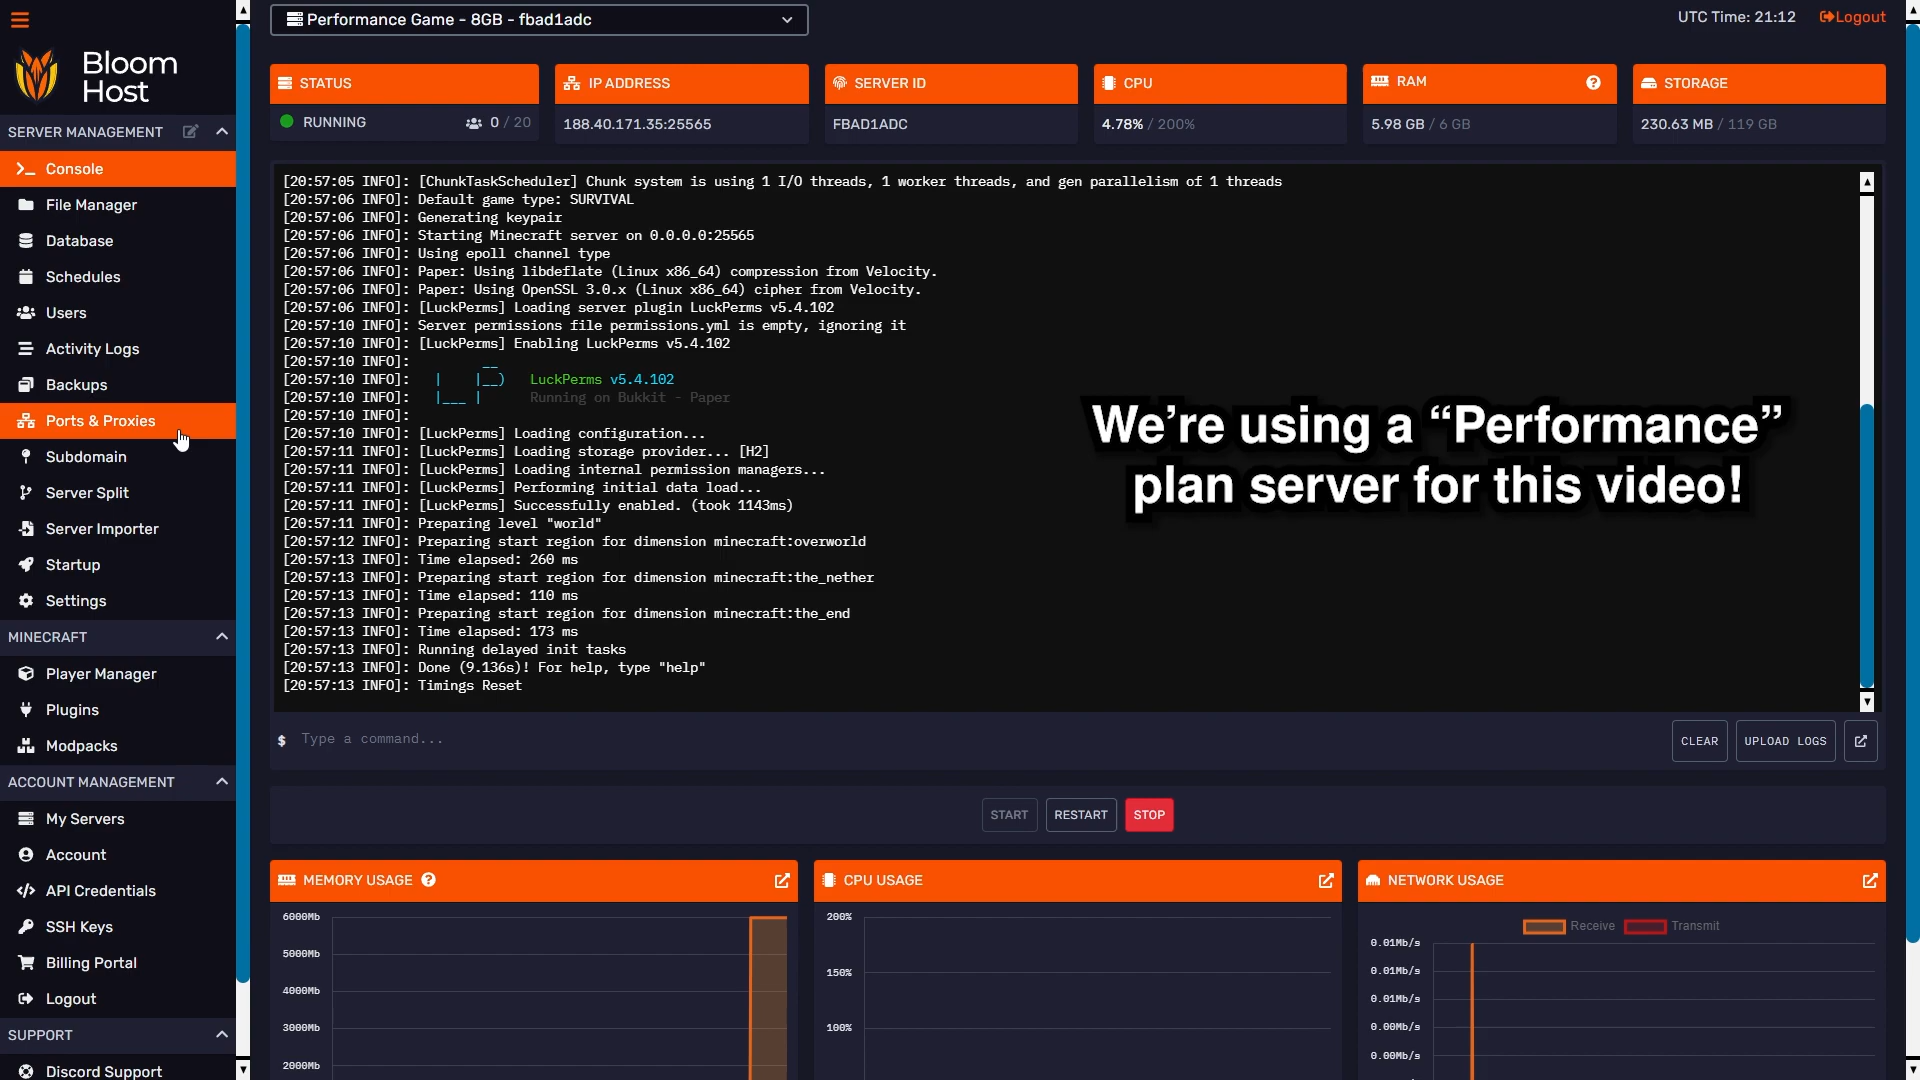 Performance Game - 8GB - fbad1adc
UTC Time: 21:12
Logout
Bloom
Host
SERVER MANAGEMENT
Console
File Manager
Database
Schedules
Users
Activity Logs
Backups
Ports & Proxies
Subdomain
Server Split
Server Importer
Startup
Settings
MINECRAFT
Player Manager
Plugins
Modpacks
ACCOUNT MANAGEMENT
My Servers
Account
API Credentials
SSH Keys
Billing Portal
Logout
SUPPORT
Discord Support
STATUS
RUNNING 0 / 20
IP ADDRESS
188.40.171.35:25565
SERVER ID
FBAD1ADC
CPU
4.78% / 200%
RAM
5.98 GB / 6 GB
STORAGE
230.63 MB / 119 GB
[20:57:05 INFO]: [ChunkTaskScheduler] Chunk system is using 1 I/O threads, 1 worker threads, and gen parallelism of 1 threads
[20:57:06 INFO]: Default game type: SURVIVAL
[20:57:06 INFO]: Generating keypair
[20:57:06 INFO]: Starting Minecraft server on 0.0.0.0:25565
[20:57:06 INFO]: Using epoll channel type
[20:57:06 INFO]: Paper: Using libdeflate (Linux x86_64) compression from Velocity.
[20:57:06 INFO]: Paper: Using OpenSSL 3.0.x (Linux x86_64) cipher from Velocity.
[20:57:06 INFO]: [LuckPerms] Loading server plugin LuckPerms v5.4.102
[20:57:10 INFO]: Server permissions file permissions.yml is empty, ignoring it
[20:57:10 INFO]: [LuckPerms] Enabling LuckPerms v5.4.102
[20:57:10 INFO]:         __
[20:57:10 INFO]:   |    |__)   LuckPerms v5.4.102
[20:57:10 INFO]:   |___ |      Running on Bukkit - Paper
[20:57:10 INFO]:
[20:57:10 INFO]: [LuckPerms] Loading configuration...
[20:57:11 INFO]: [LuckPerms] Loading storage provider... [H2]
[20:57:11 INFO]: [LuckPerms] Loading internal permission managers...
[20:57:11 INFO]: [LuckPerms] Performing initial data load...
[20:57:11 INFO]: [LuckPerms] Successfully enabled. (took 1143ms)
[20:57:11 INFO]: Preparing level "world"
[20:57:12 INFO]: Preparing start region for dimension minecraft:overworld
[20:57:13 INFO]: Time elapsed: 260 ms
[20:57:13 INFO]: Preparing start region for dimension minecraft:the_nether
[20:57:13 INFO]: Time elapsed: 110 ms
[20:57:13 INFO]: Preparing start region for dimension minecraft:the_end
[20:57:13 INFO]: Time elapsed: 173 ms
[20:57:13 INFO]: Running delayed init tasks
[20:57:13 INFO]: Done (9.136s)! For help, type "help"
[20:57:13 INFO]: Timings Reset
We’re using a “Performance”
plan server for this video!
$ Type a command...
CLEAR
UPLOAD LOGS
START
RESTART
STOP
MEMORY USAGE
6000Mb
5000Mb
4000Mb
3000Mb
2000Mb
CPU USAGE
200%
150%
100%
NETWORK USAGE
Receive
Transmit
0.01Mb/s
0.01Mb/s
0.01Mb/s
0.00Mb/s
0.00Mb/s